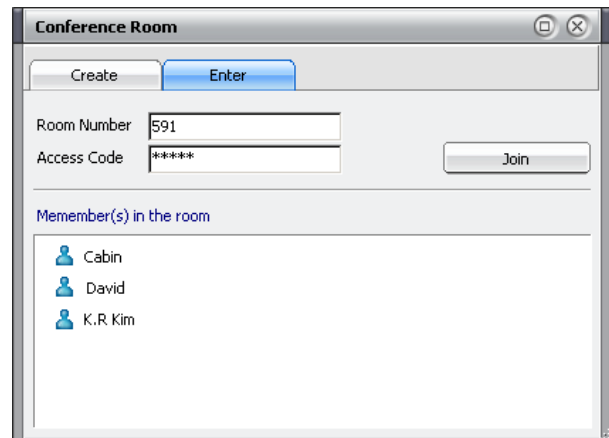 Conference Room
Create Enter
Room Number 591
Access Code *****
Join
Memember(s) in the room
Cabin
David
K.R Kim